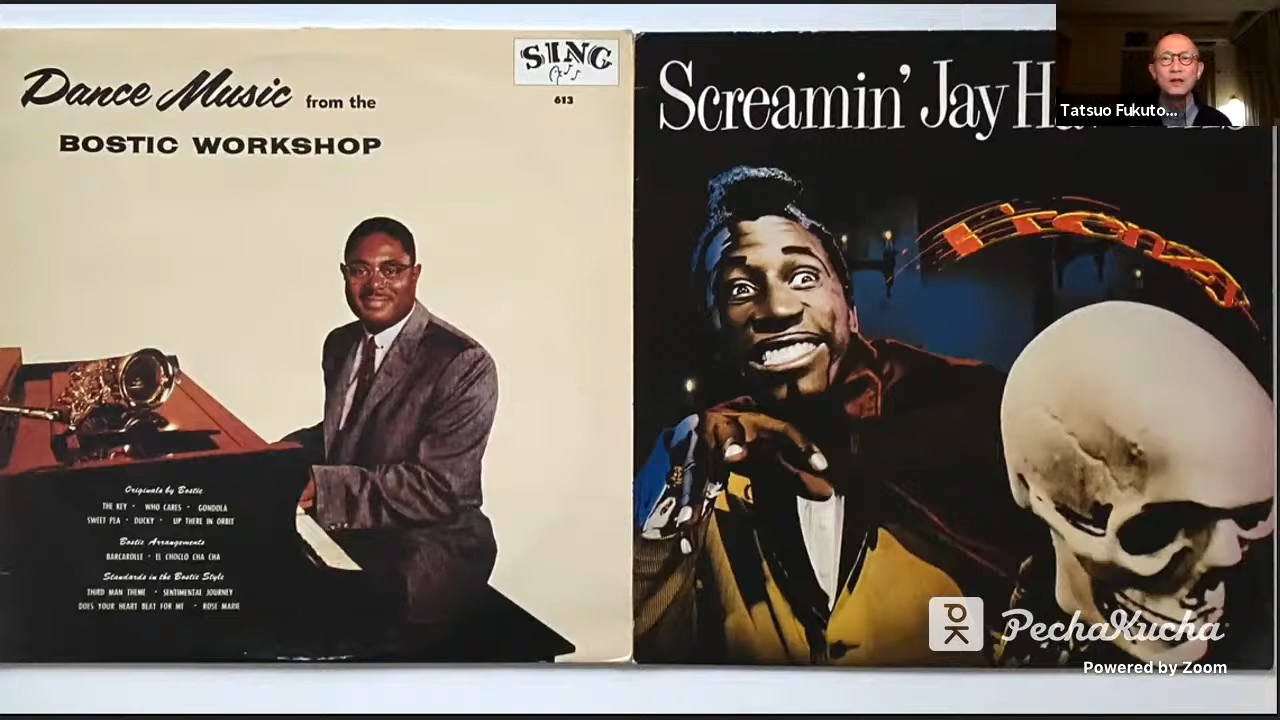 Dance Music from the
BOSTIC WORKSHOP
SING
613
Originals by Bostic
THE KEY · WHO CARES · GONDOLA
SWEET PEA · DUCKY · UP THERE IN ORBIT
Bostic Arrangements
BARCAROLLE · EL CHOCLO CHA CHA
Standards in the Bostic Style
THIRD MAN THEME · SENTIMENTAL JOURNEY
DOES YOUR HEART BEAT FOR ME · ROSE MARIE
Screamin' Jay
Frenzy
Tatsuo Fukuto...
pk
PechaKucha
Powered by Zoom